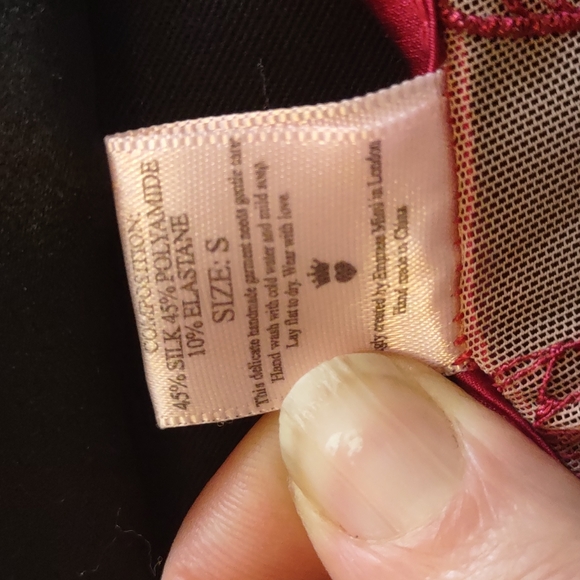 COMPOSITION:
45% SILK 45% POLYAMIDE
10% ELASTANE
SIZE: S
This delicate handmade garment needs gentle care
Hand wash with cold water and mild soap
Lay flat to dry. Wear with love.
created by Empress Mimi in London
Hand made in China.